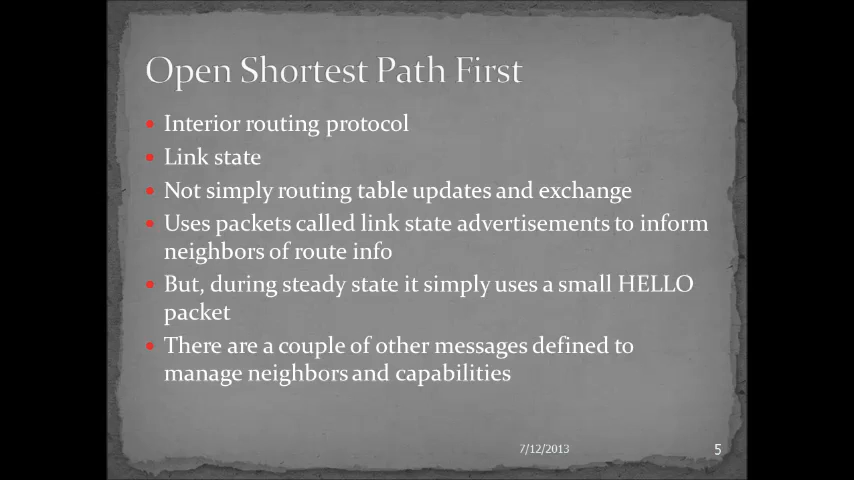 Open Shortest Path First
Interior routing protocol
Link state
Not simply routing table updates and exchange
Uses packets called link state advertisements to inform
neighbors of route info
But, during steady state it simply uses a small HELLO
packet
There are a couple of other messages defined to
manage neighbors and capabilities
7/12/2013
5